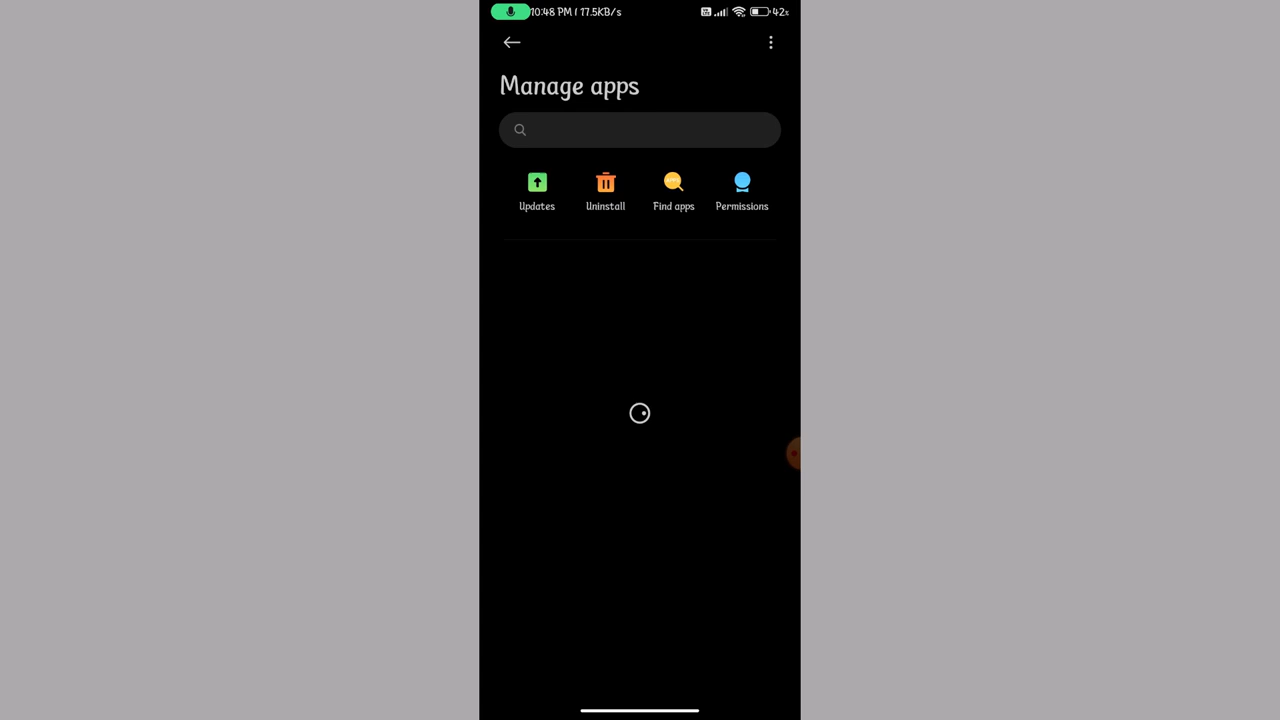 10:48 PM | 17.5KB/s 42%
Manage apps
Updates Uninstall Find apps Permissions